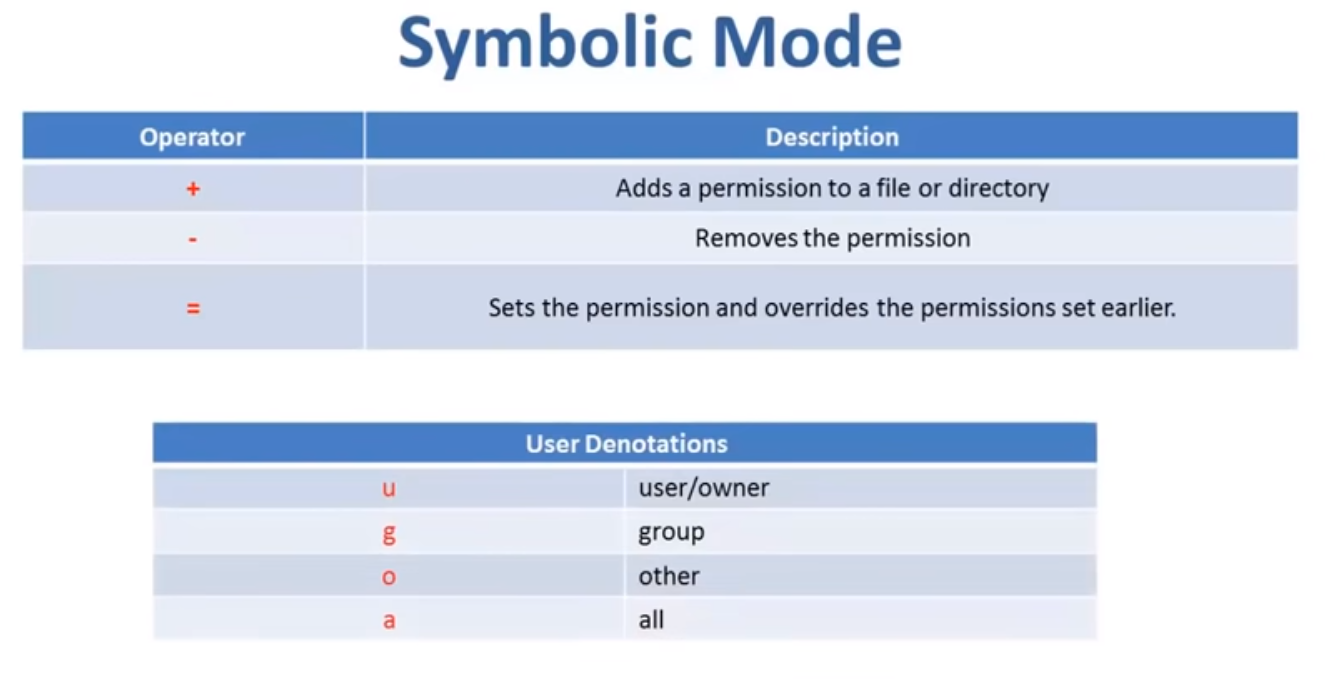 Symbolic Mode
Operator Description
+ Adds a permission to a file or directory
- Removes the permission
= Sets the permission and overrides the permissions set earlier.
User Denotations
u user/owner
g group
o other
a all